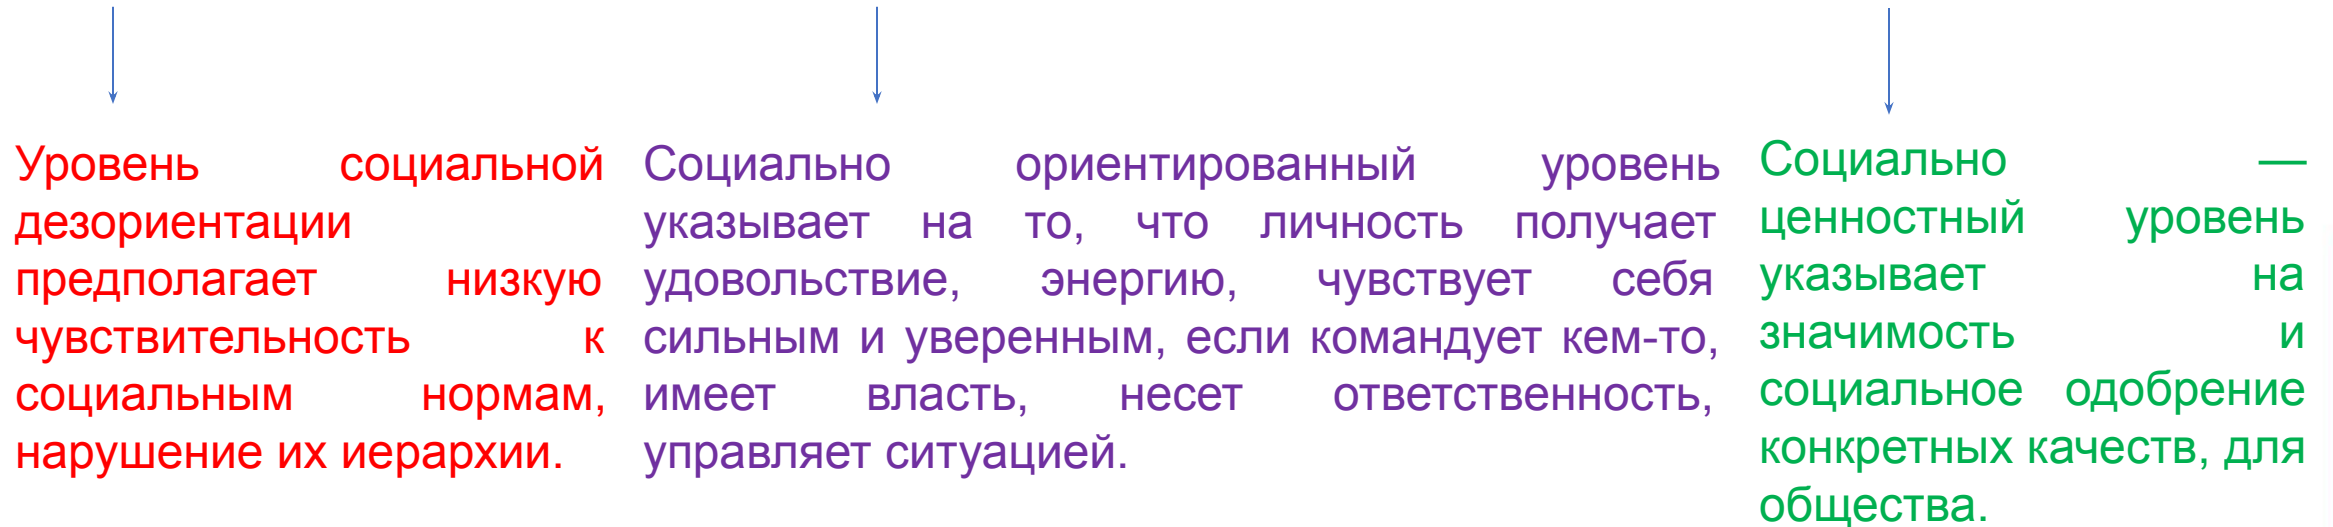 Уровень социальной
дезориентации
предполагает низкую
чувствительность к
социальным нормам,
нарушение их иерархии.
Социально ориентированный уровень
указывает на то, что личность получает
удовольствие, энергию, чувствует себя
сильным и уверенным, если командует кем-то,
имеет власть, несет ответственность,
управляет ситуацией.
Социально —
ценностный уровень
указывает на
значимость и
социальное одобрение
конкретных качеств, для
общества.